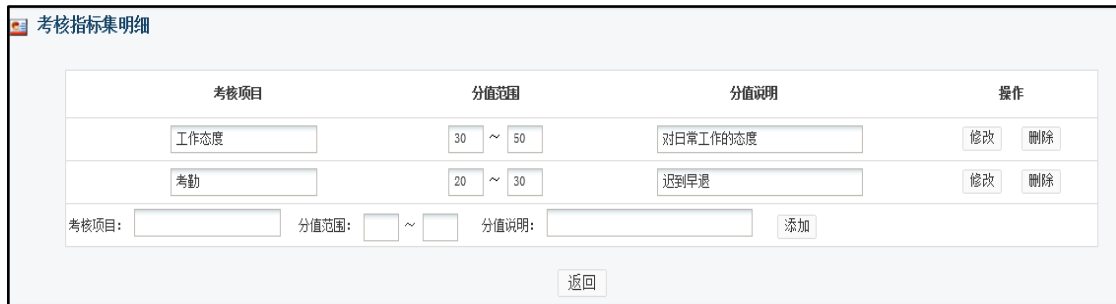 考核指标集明细
考核项目 分值范围 分值说明 操作
工作态度 30 ~ 50 对日常工作的态度 修改 删除
考勤 20 ~ 30 迟到早退 修改 删除
考核项目： 分值范围： ~ 分值说明： 添加
返回